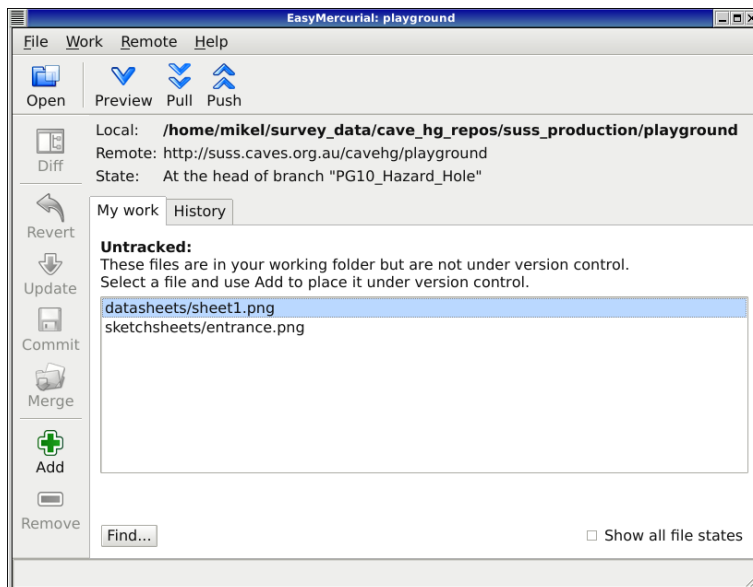 EasyMercurial: playground
File Work Remote Help
Open Preview Pull Push
Local: /home/mikel/survey_data/cave_hg_repos/suss_production/playground
Remote: http://suss.caves.org.au/cavehg/playground
State: At the head of branch "PG10_Hazard_Hole"
Diff
Revert
Update
Commit
Merge
Add
Remove
My work History
Untracked:
These files are in your working folder but are not under version control.
Select a file and use Add to place it under version control.
datasheets/sheet1.png
sketchsheets/entrance.png
Find... Show all file states